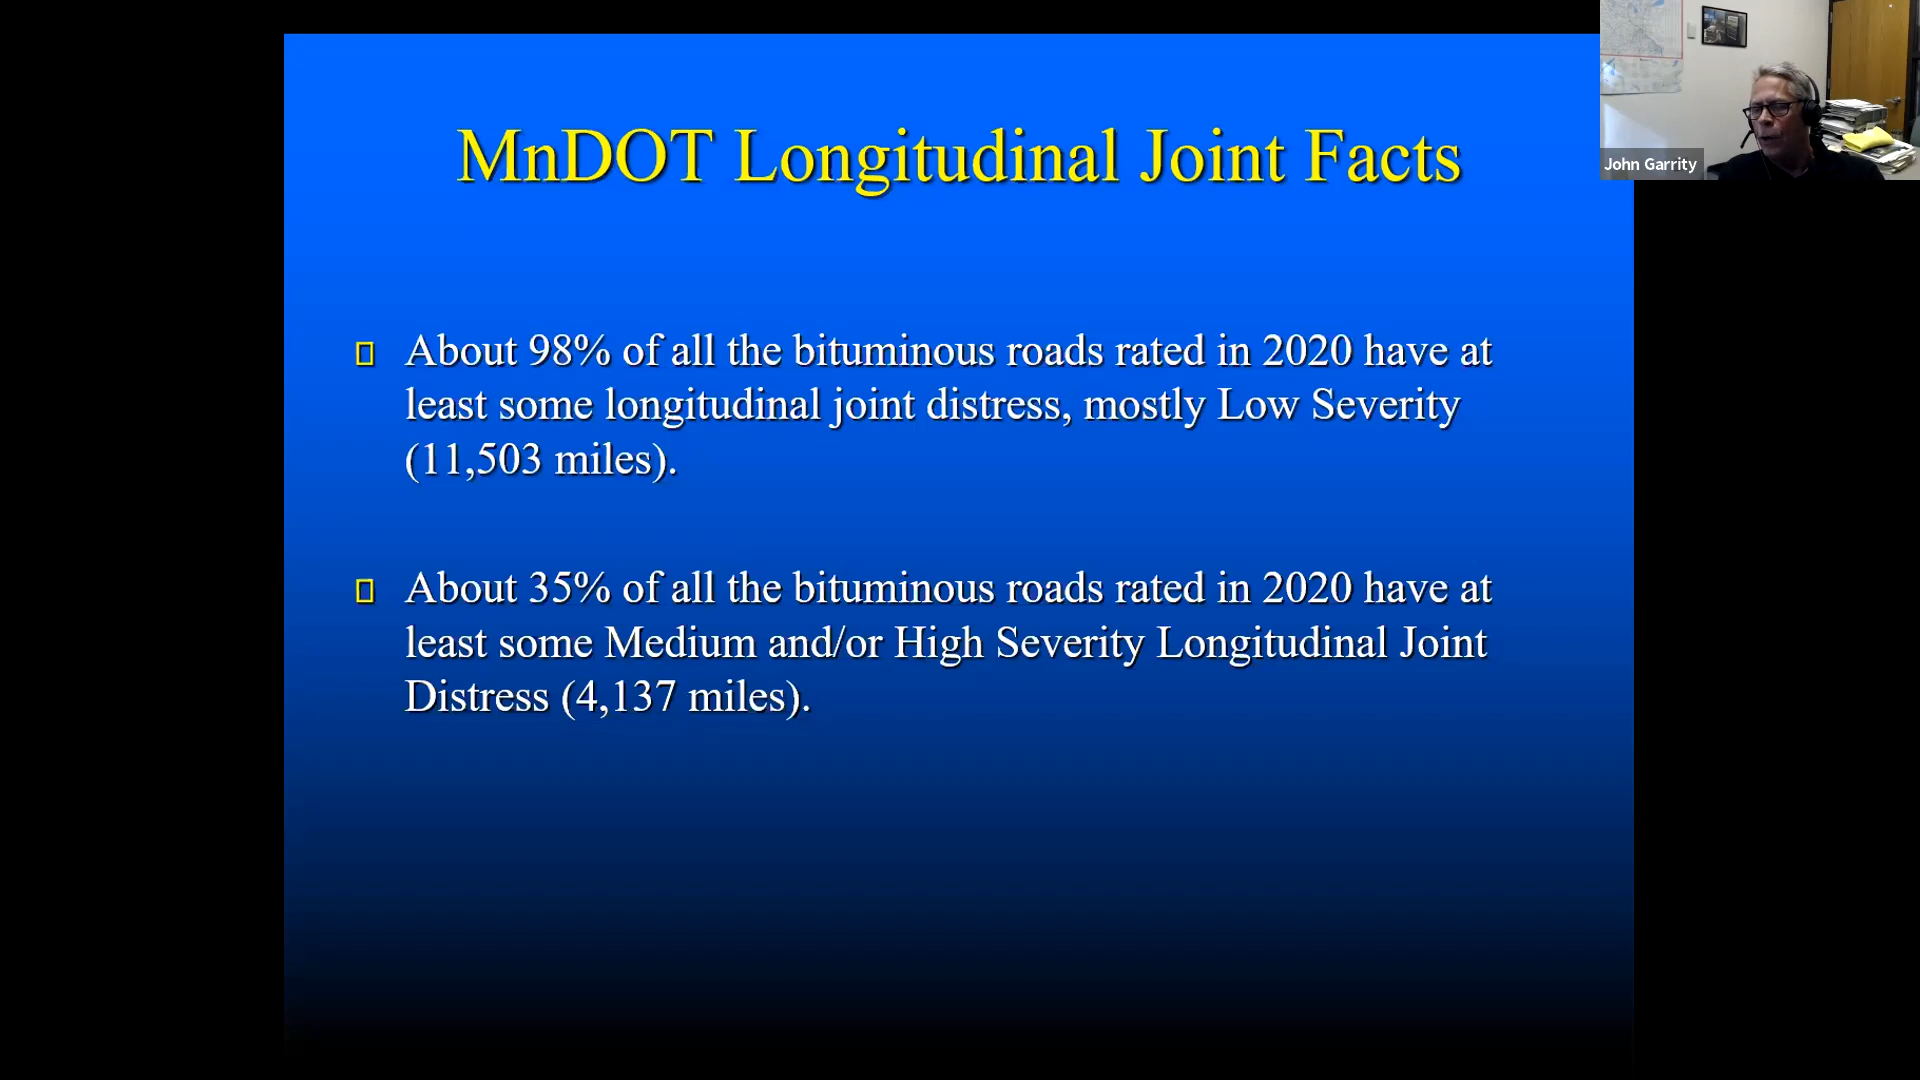 MnDOT Longitudinal Joint Facts
John Garrity
About 98% of all the bituminous roads rated in 2020 have at
least some longitudinal joint distress, mostly Low Severity
(11,503 miles).
About 35% of all the bituminous roads rated in 2020 have at
least some Medium and/or High Severity Longitudinal Joint
Distress (4,137 miles).